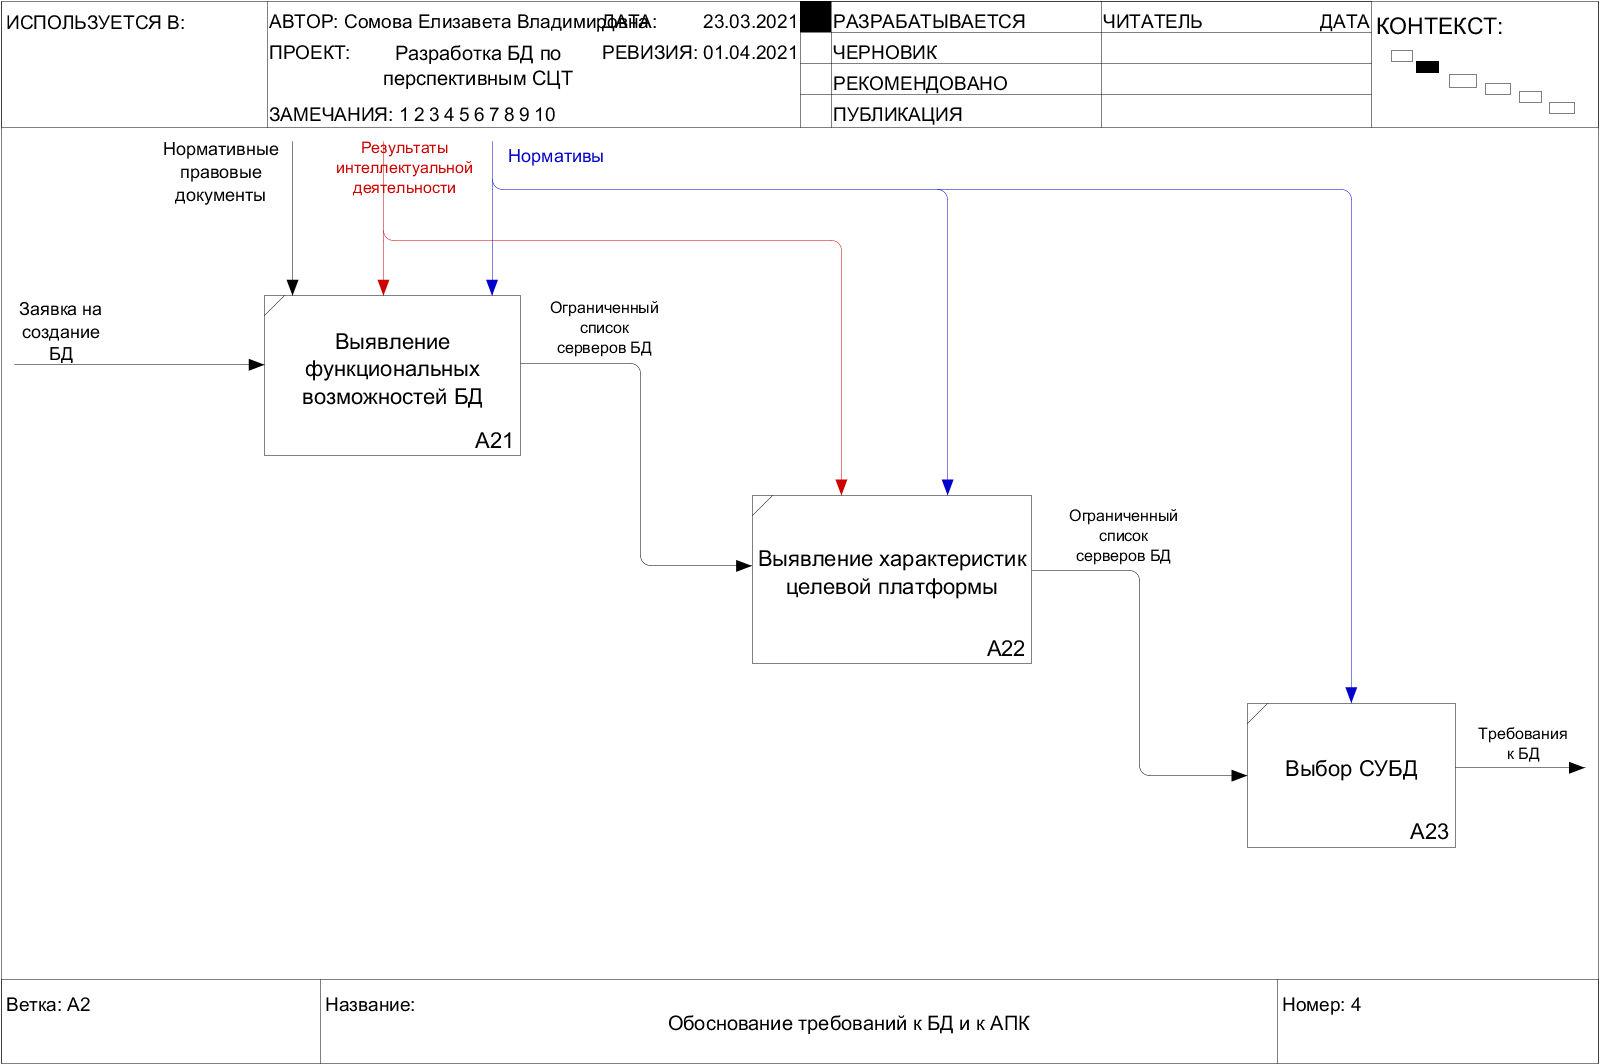 ИСПОЛЬЗУЕТСЯ В:
АВТОР: Сомова Елизавета Владимировна
ДАТА: 23.03.2021
ПРОЕКТ: Разработка БД по
перспективным СЦТ
РЕВИЗИЯ: 01.04.2021
ЗАМЕЧАНИЯ: 1 2 3 4 5 6 7 8 9 10
РАЗРАБАТЫВАЕТСЯ
ЧЕРНОВИК
РЕКОМЕНДОВАНО
ПУБЛИКАЦИЯ
ЧИТАТЕЛЬ
ДАТА
КОНТЕКСТ:
Нормативные
правовые
документы
Результаты
интеллектуальной
деятельности
Нормативы
Заявка на
создание
БД
Выявление
функциональных
возможностей БД
A21
Ограниченный
список
серверов БД
Выявление характеристик
целевой платформы
A22
Ограниченный
список
серверов БД
Выбор СУБД
A23
Требования
к БД
Ветка: A2
Название:
Обоснование требований к БД и к АПК
Номер: 4